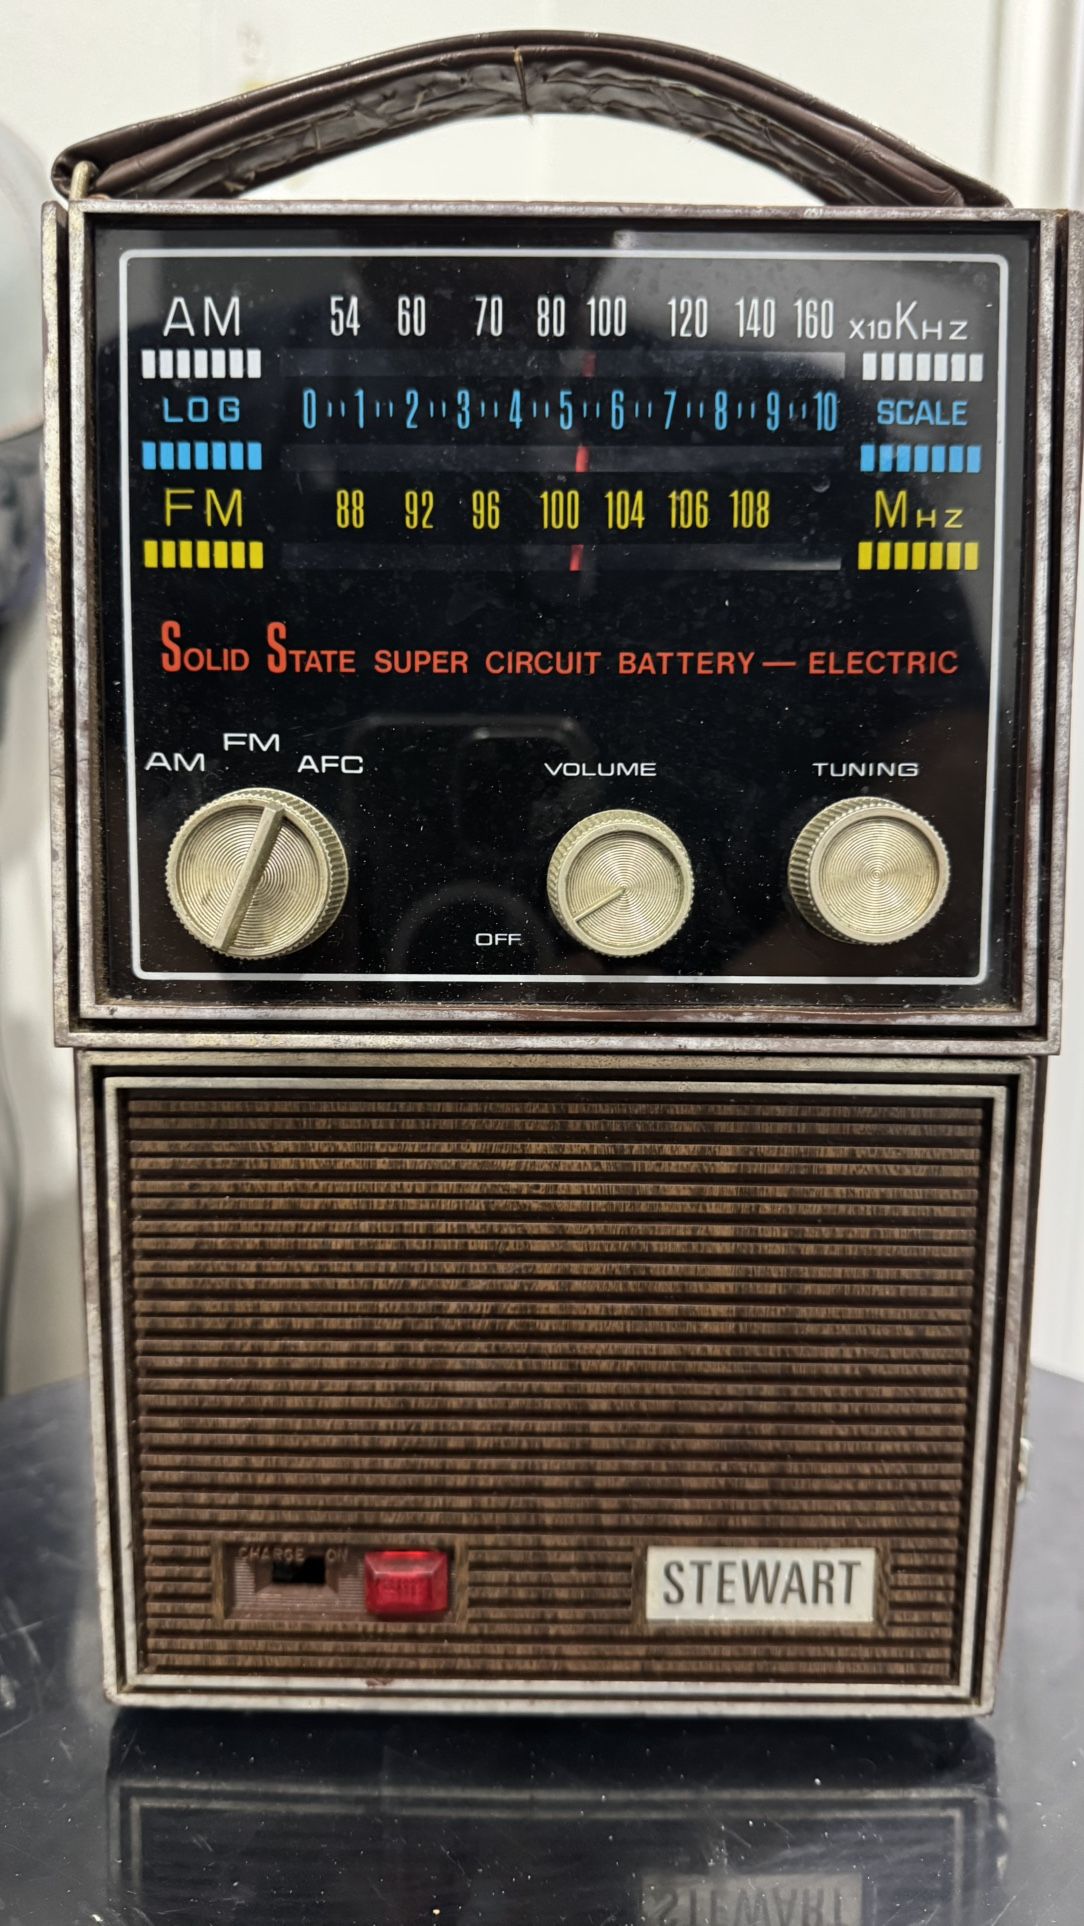 AM 54 60 70 80 100 120 140 160 X10KHZ
LOG 0 1 2 3 4 5 6 7 8 9 10 SCALE
FM 88 92 96 100 104 106 108 MHZ
SOLID STATE SUPER CIRCUIT BATTERY — ELECTRIC
AM FM AFC VOLUME TUNING
OFF
CHARGE ON
STEWART
STEWART